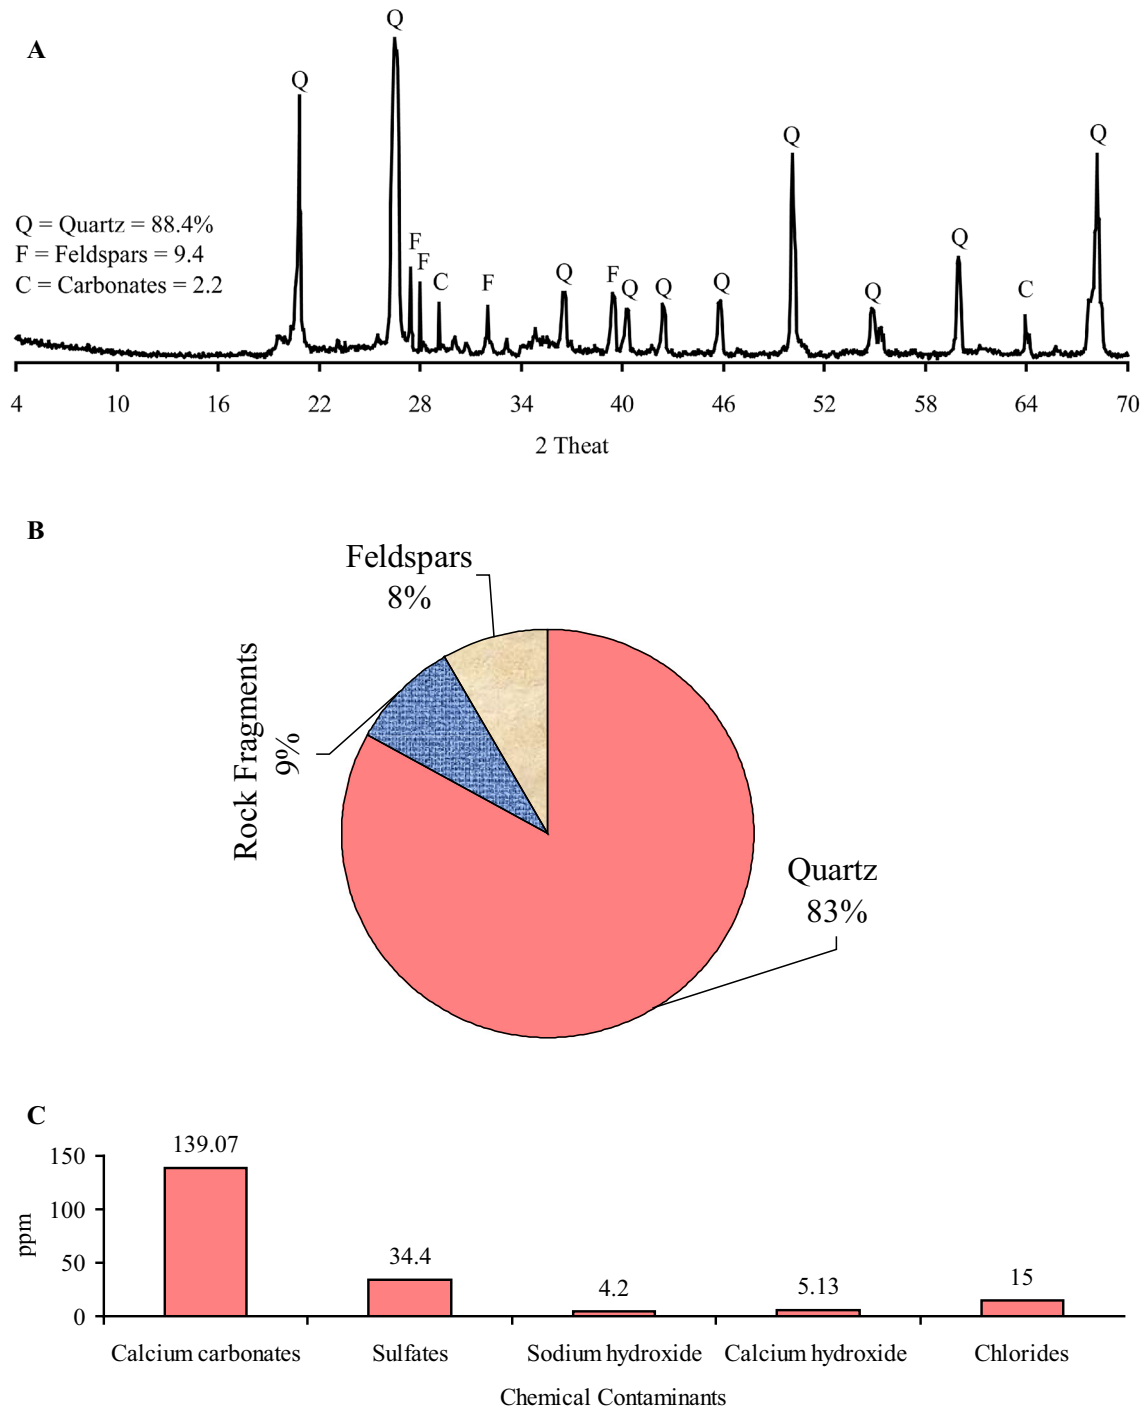 A
Q
Q
Q
Q
Q = Quartz = 88.4%
F = Feldspars = 9.4
C = Carbonates = 2.2
F
F
C
F
Q
F
Q
Q
Q
Q
Q
C
4 10 16 22 28 34 40 46 52 58 64 70
2 Theat
B
Feldspars
8%
Rock Fragments
9%
Quartz
83%
C
139.07
34.4
4.2
5.13
15
150
100
50
0
ppm
Calcium carbonates Sulfates Sodium hydroxide Calcium hydroxide Chlorides
Chemical Contaminants